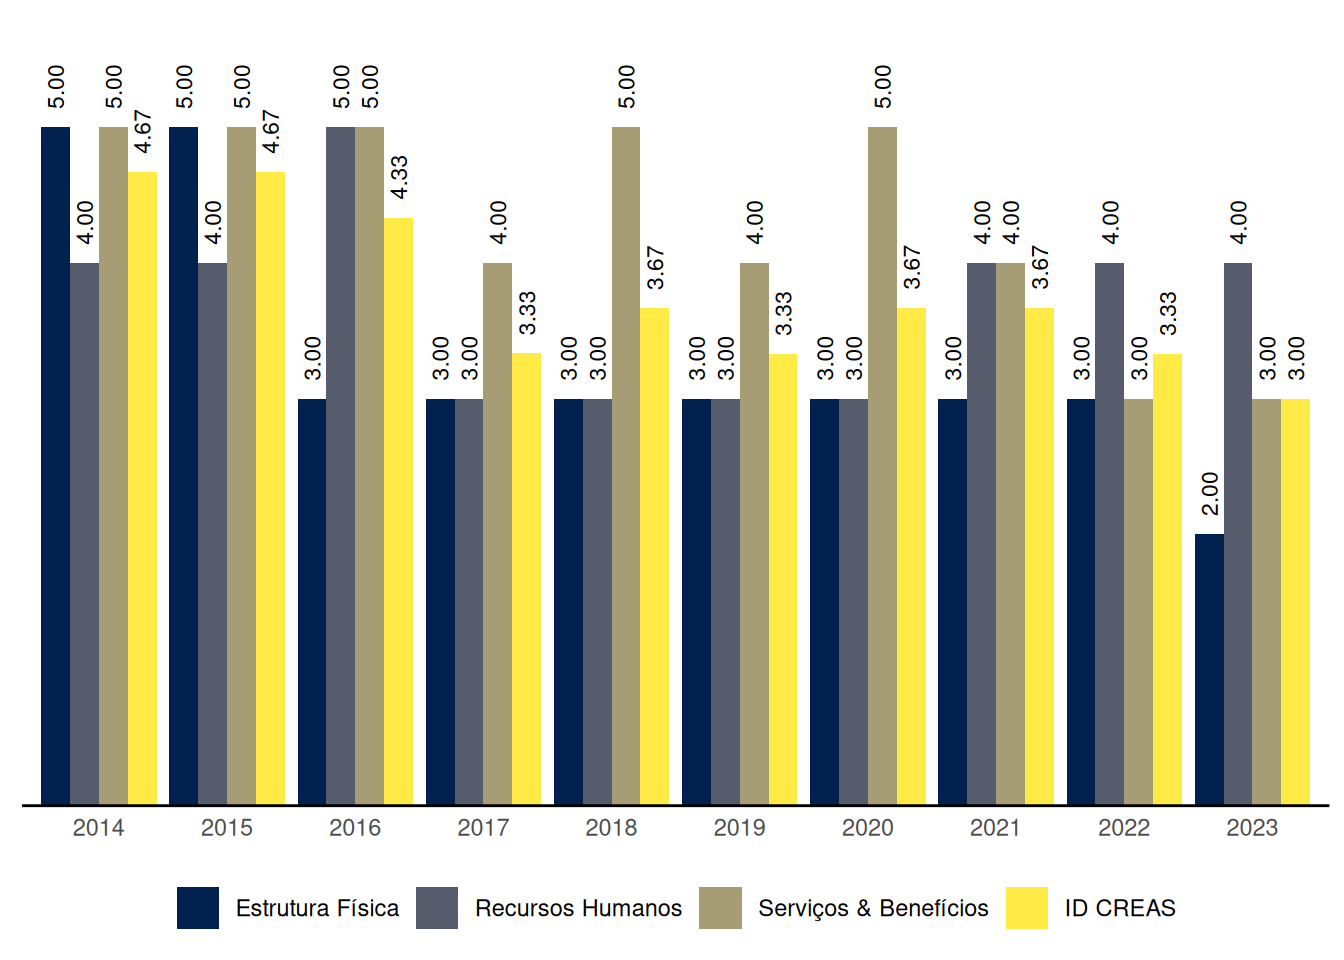 5.00 4.00 5.00 4.67 5.00 4.00 5.00 4.67 3.00 5.00 5.00 4.33 3.00 3.00 4.00 3.33 3.00 3.00 5.00 3.67 3.00 3.00 4.00 3.33 3.00 3.00 5.00 3.67 3.00 4.00 4.00 3.67 3.00 4.00 3.00 3.33 2.00 4.00 3.00 3.00
2014 2015 2016 2017 2018 2019 2020 2021 2022 2023
Estrutura Física Recursos Humanos Serviços & Benefícios ID CREAS